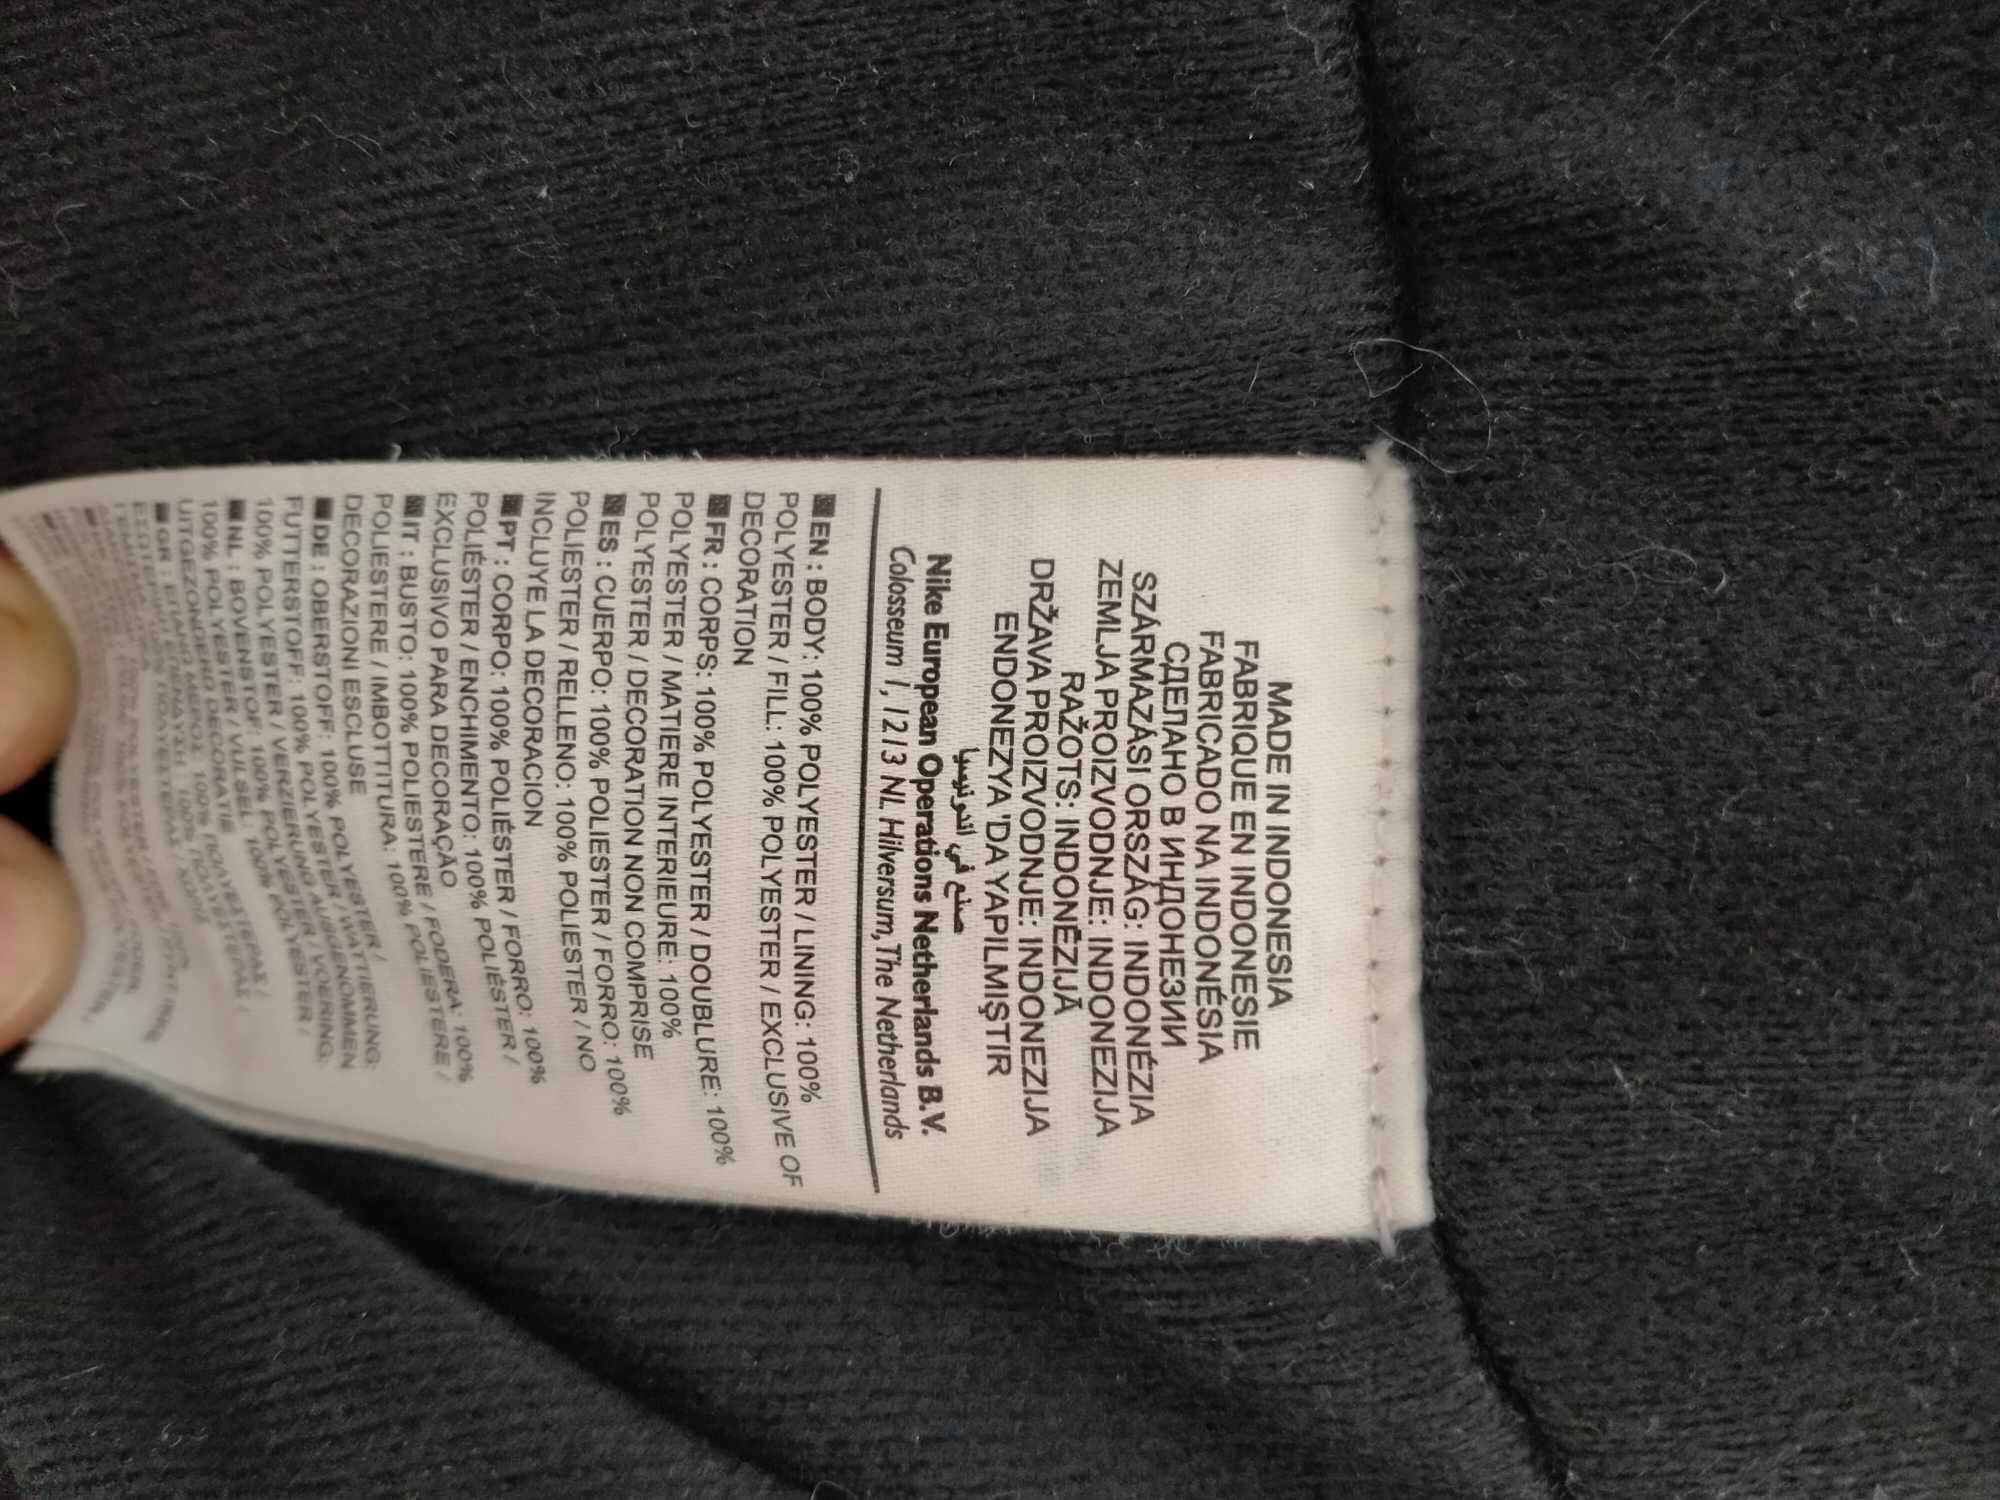 MADE IN INDONESIA
FABRIQUE EN INDONESIE
FABRICADO NA INDONÉSIA
СДЕЛАНО В ИНДОНЕЗИИ
SZÁRMAZÁSI ORSZÁG: INDONÉZIA
ZEMLJA PROIZVODNJE: INDONEZIJA
RAŽOTS: INDONĒZIJĀ
DRŽAVA PROIZVODNJE: INDONEZIJA
ENDONEZYA 'DA YAPILMIŞTIR
صنع في اندونيسيا
Nike European Operations Netherlands B.V.
Colosseum 1, 1213 NL Hilversum, The Netherlands
EN : BODY: 100% POLYESTER / LINING: 100%
POLYESTER / FILL: 100% POLYESTER / EXCLUSIVE OF
DECORATION
FR : CORPS: 100% POLYESTER / DOUBLURE: 100%
POLYESTER / MATIERE INTERIEURE: 100%
POLYESTER / DECORATION NON COMPRISE
ES : CUERPO: 100% POLIESTER / FORRO: 100%
POLIESTER / RELLENO: 100% POLIESTER / NO
INCLUYE LA DECORACION
PT : CORPO: 100% POLIÉSTER / FORRO: 100%
POLIÉSTER / ENCHIMENTO: 100% POLIÉSTER /
EXCLUSIVO PARA DECORAÇÃO
IT : BUSTO: 100% POLIESTERE / FODERA: 100%
POLIESTERE / IMBOTTITURA: 100% POLIESTERE /
DECORAZIONI ESCLUSE
DE : OBERSTOFF: 100% POLYESTER / WATTIERUNG:
FUTTERSTOFF: 100% POLYESTER /
100% POLYESTER / VERZIERUNG AUSGENOMMEN
NL : BOVENSTOF: 100% POLYESTER / VOERING:
100% POLYESTER / VULSEL: 100% POLYESTER /
UITGEZONDERD DECORATIE
GR : ΕΠΑΝΩ ΜΕΡΟΣ: 100% ΠΟΛΥΕΣΤΕΡΑΣ /